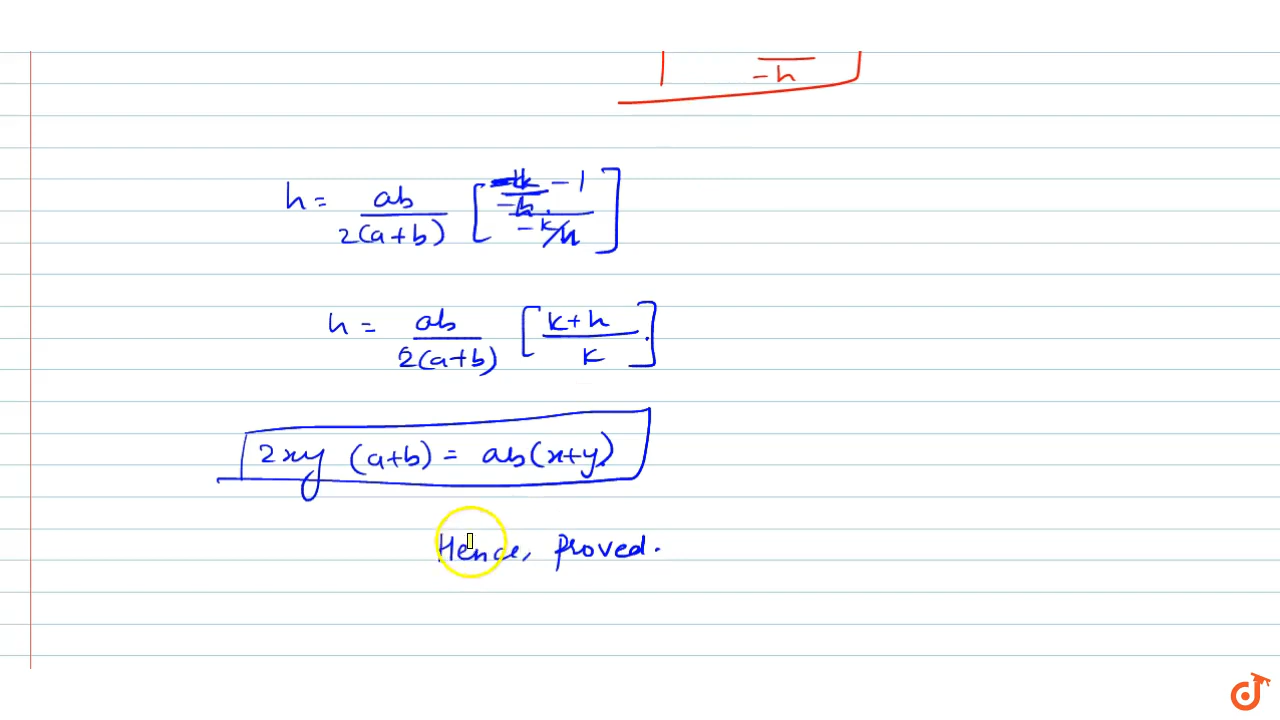 -h
h = ab / 2(a+b) [ -k/-h - 1 / -k/h ]
h = ab / 2(a+b) [ k+h / k ]
2xy (a+b) = ab(x+y)
Hence, proved.